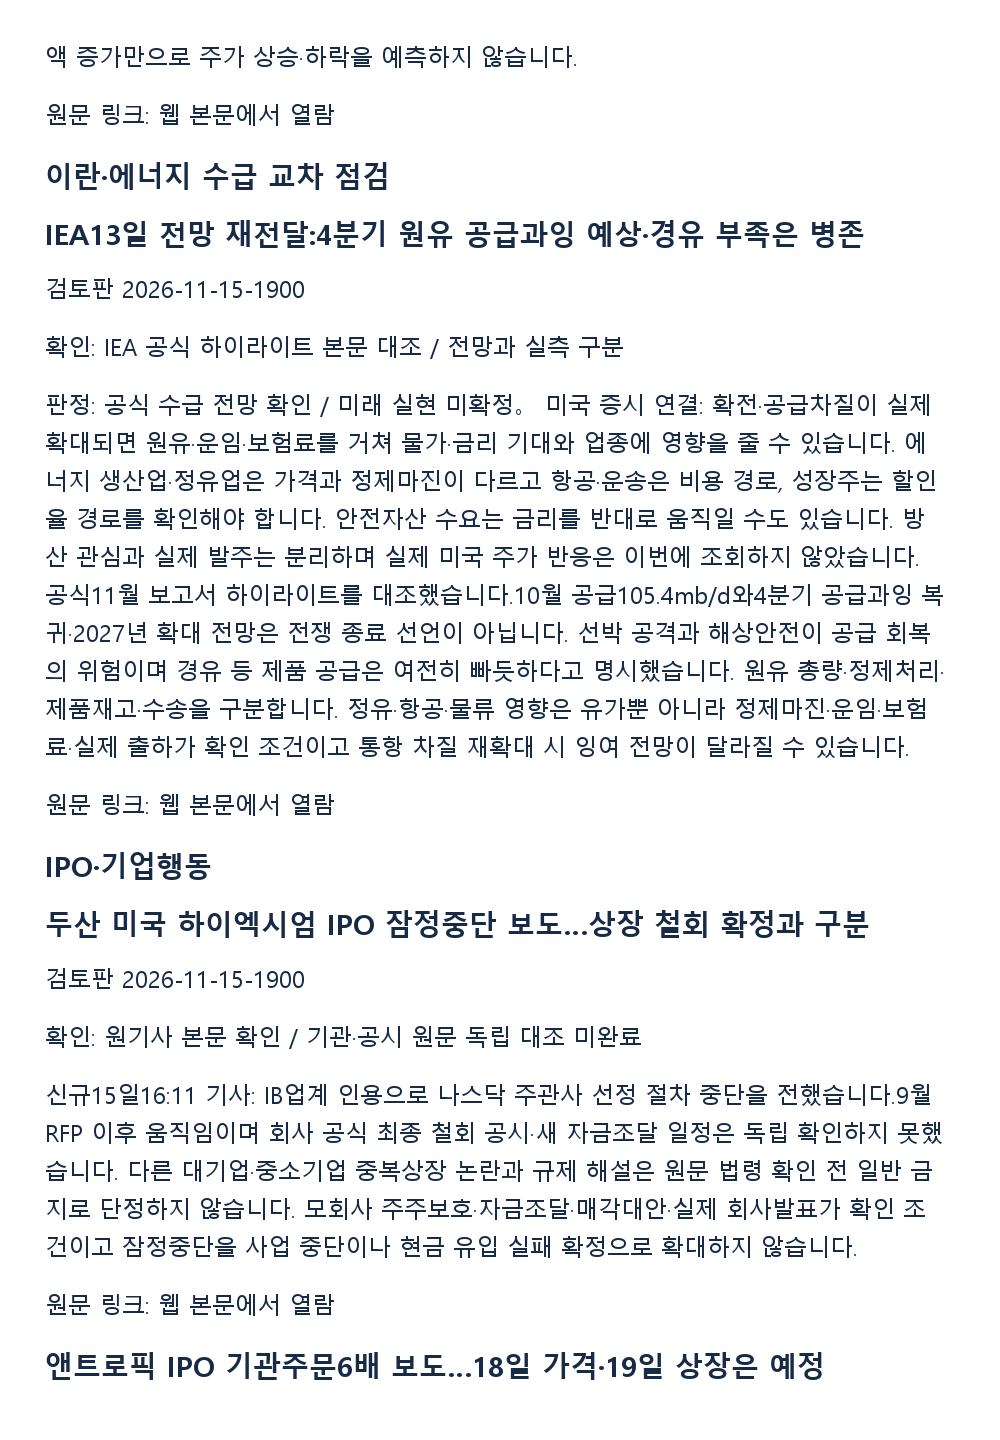 액 증가만으로 주가 상승·하락을 예측하지 않습니다.
원문 링크: 웹 본문에서 열람
이란·에너지 수급 교차 점검
IEA13일 전망 재전달:4분기 원유 공급과잉 예상·경유 부족은 병존
검토판 2026-11-15-1900
확인: IEA 공식 하이라이트 본문 대조 / 전망과 실측 구분
판정: 공식 수급 전망 확인 / 미래 실현 미확정。 미국 증시 연결: 확전·공급차질이 실제
확대되면 원유·운임·보험료를 거쳐 물가·금리 기대와 업종에 영향을 줄 수 있습니다. 에
너지 생산업·정유업은 가격과 정제마진이 다르고 항공·운송은 비용 경로, 성장주는 할인
율 경로를 확인해야 합니다. 안전자산 수요는 금리를 반대로 움직일 수도 있습니다. 방
산 관심과 실제 발주는 분리하며 실제 미국 주가 반응은 이번에 조회하지 않았습니다.
공식11월 보고서 하이라이트를 대조했습니다.10월 공급105.4mb/d와4분기 공급과잉 복
귀·2027년 확대 전망은 전쟁 종료 선언이 아닙니다. 선박 공격과 해상안전이 공급 회복
의 위험이며 경유 등 제품 공급은 여전히 빠듯하다고 명시했습니다. 원유 총량·정제처리·
제품재고·수송을 구분합니다. 정유·항공·물류 영향은 유가뿐 아니라 정제마진·운임·보험
료·실제 출하가 확인 조건이고 통항 차질 재확대 시 잉여 전망이 달라질 수 있습니다.
원문 링크: 웹 본문에서 열람
IPO·기업행동
두산 미국 하이엑시엄 IPO 잠정중단 보도…상장 철회 확정과 구분
검토판 2026-11-15-1900
확인: 원기사 본문 확인 / 기관·공시 원문 독립 대조 미완료
신규15일16:11 기사: IB업계 인용으로 나스닥 주관사 선정 절차 중단을 전했습니다.9월
RFP 이후 움직임이며 회사 공식 최종 철회 공시·새 자금조달 일정은 독립 확인하지 못했
습니다. 다른 대기업·중소기업 중복상장 논란과 규제 해설은 원문 법령 확인 전 일반 금
지로 단정하지 않습니다. 모회사 주주보호·자금조달·매각대안·실제 회사발표가 확인 조
건이고 잠정중단을 사업 중단이나 현금 유입 실패 확정으로 확대하지 않습니다.
원문 링크: 웹 본문에서 열람
앤트로픽 IPO 기관주문6배 보도…18일 가격·19일 상장은 예정